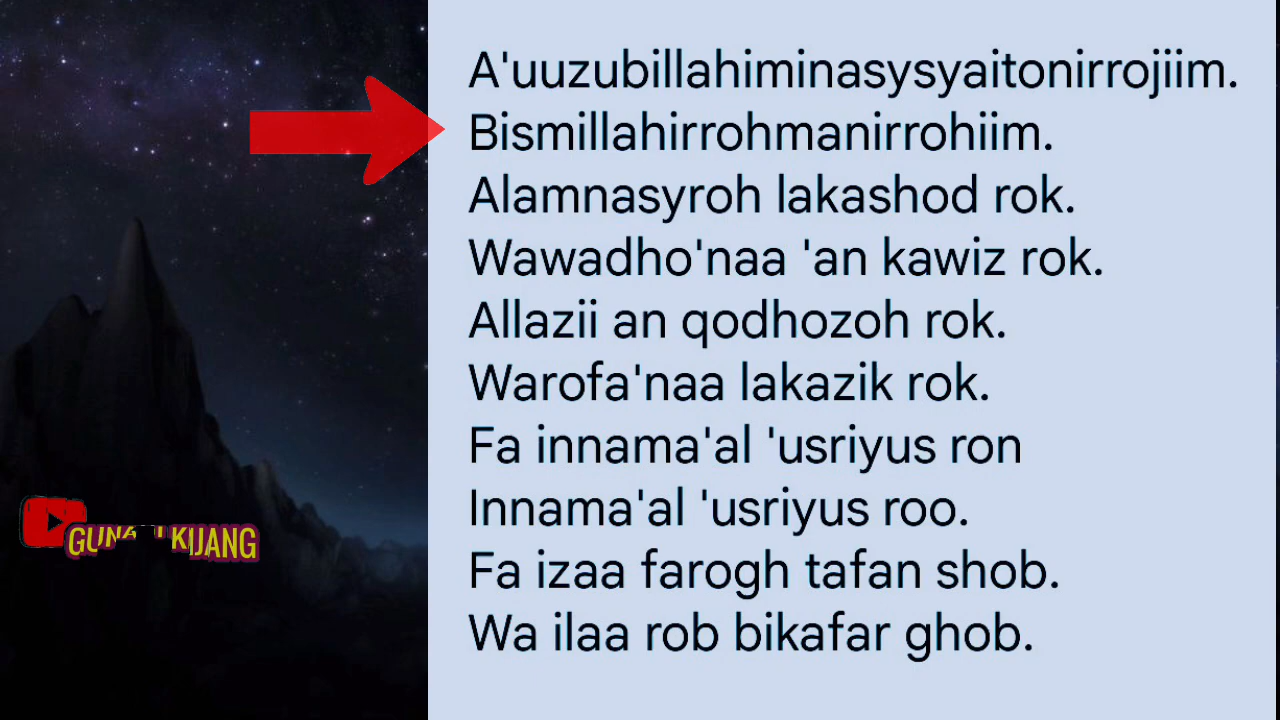 A'uuzubillahiminasysyaitonirrojiim.
Bismillahirrohmanirrohiim.
Alamnasyroh lakashod rok.
Wawadho'naa 'an kawiz rok.
Allazii an qodhozoh rok.
Warofa'naa lakazik rok.
Fa innama'al 'usriyus ron
Innama'al 'usriyus roo.
Fa izaa farogh tafan shob.
Wa ilaa rob bikafar ghob.
KIJANG